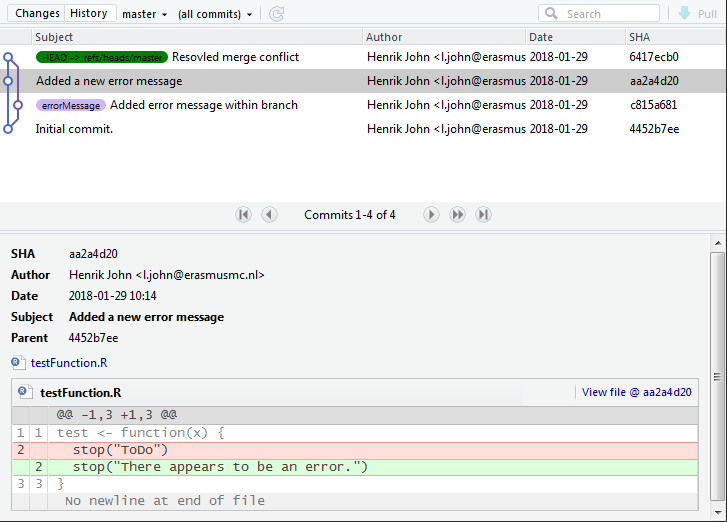 Changes History master (all commits) Search Pull
Subject Author Date SHA
HEAD -> refs/heads/master Resovled merge conflict Henrik John <l.john@erasmus 2018-01-29 6417ecb0
Added a new error message Henrik John <l.john@erasmus 2018-01-29 aa2a4d20
errorMessage Added error message within branch Henrik John <l.john@erasmus 2018-01-29 c815a681
Initial commit. Henrik John <l.john@erasmus 2018-01-29 4452b7ee
Commits 1-4 of 4
SHA aa2a4d20
Author Henrik John <l.john@erasmusmc.nl>
Date 2018-01-29 10:14
Subject Added a new error message
Parent 4452b7ee
R testFunction.R
R testFunction.R View file @ aa2a4d20
@@ -1,3 +1,3 @@
1 1 test <- function(x) {
2 stop("ToDo")
2 stop("There appears to be an error.")
3 3 }
No newline at end of file